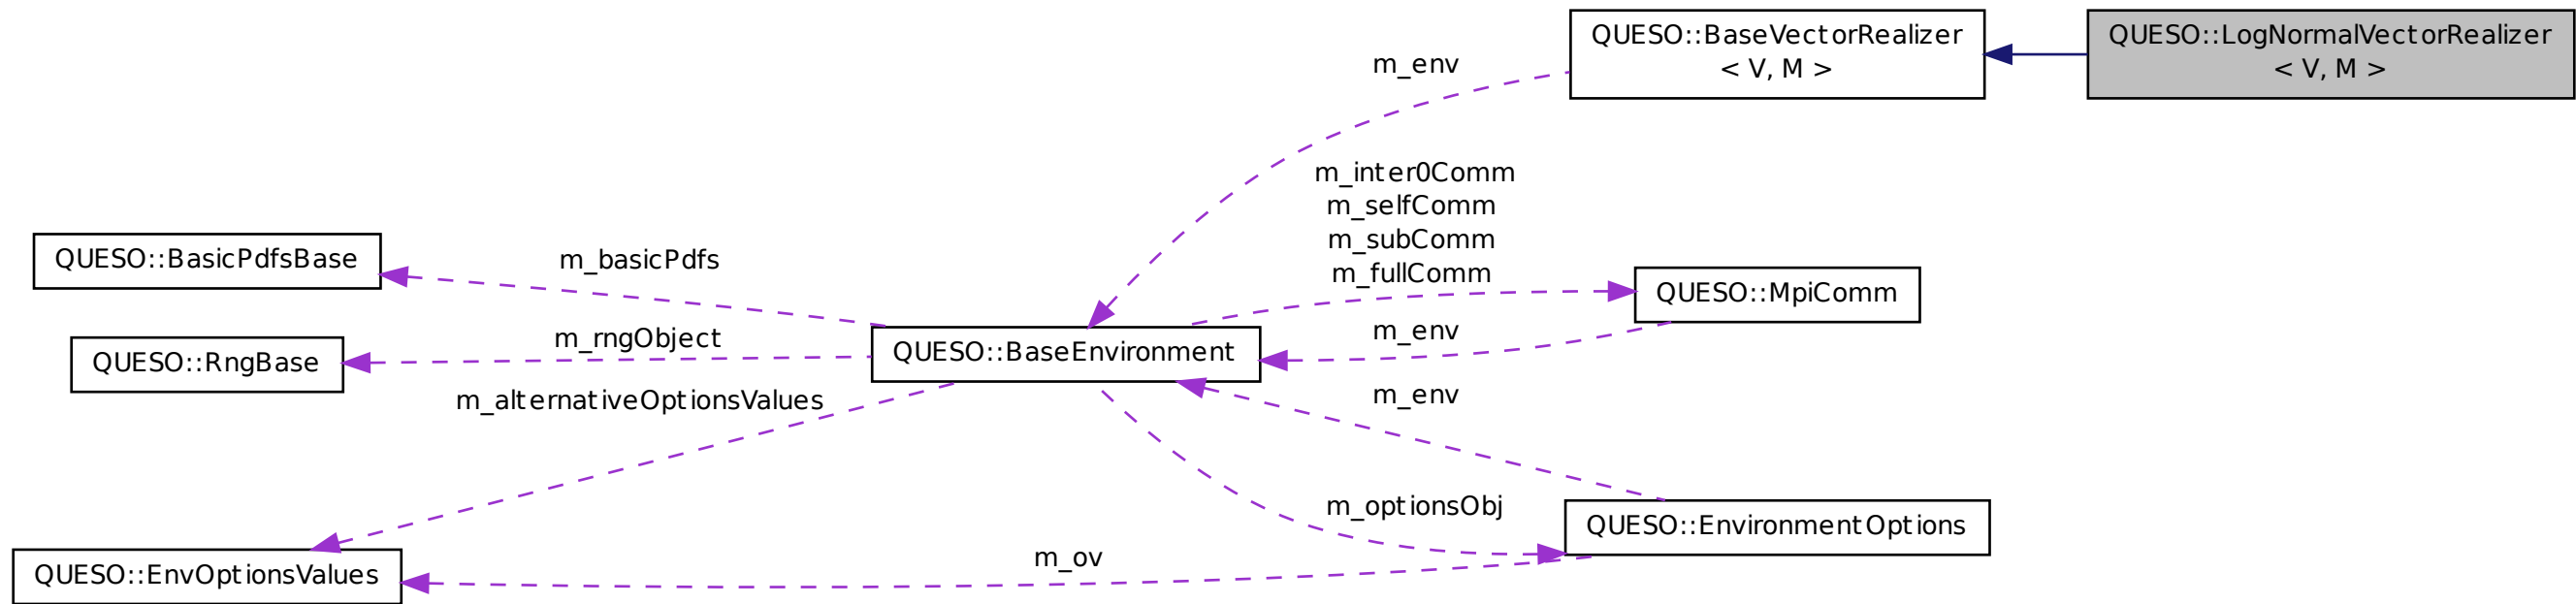 QUESO::BaseVectorRealizer
< V, M >
QUESO::LogNormalVectorRealizer
< V, M >
m_env
m_inter0Comm
m_selfComm
m_subComm
m_fullComm
QUESO::BasicPdfsBase
m_basicPdfs
QUESO::MpiComm
m_rngObject
m_env
QUESO::RngBase
QUESO::BaseEnvironment
m_alternativeOptionsValues
m_env
m_optionsObj
QUESO::EnvironmentOptions
m_ov
QUESO::EnvOptionsValues